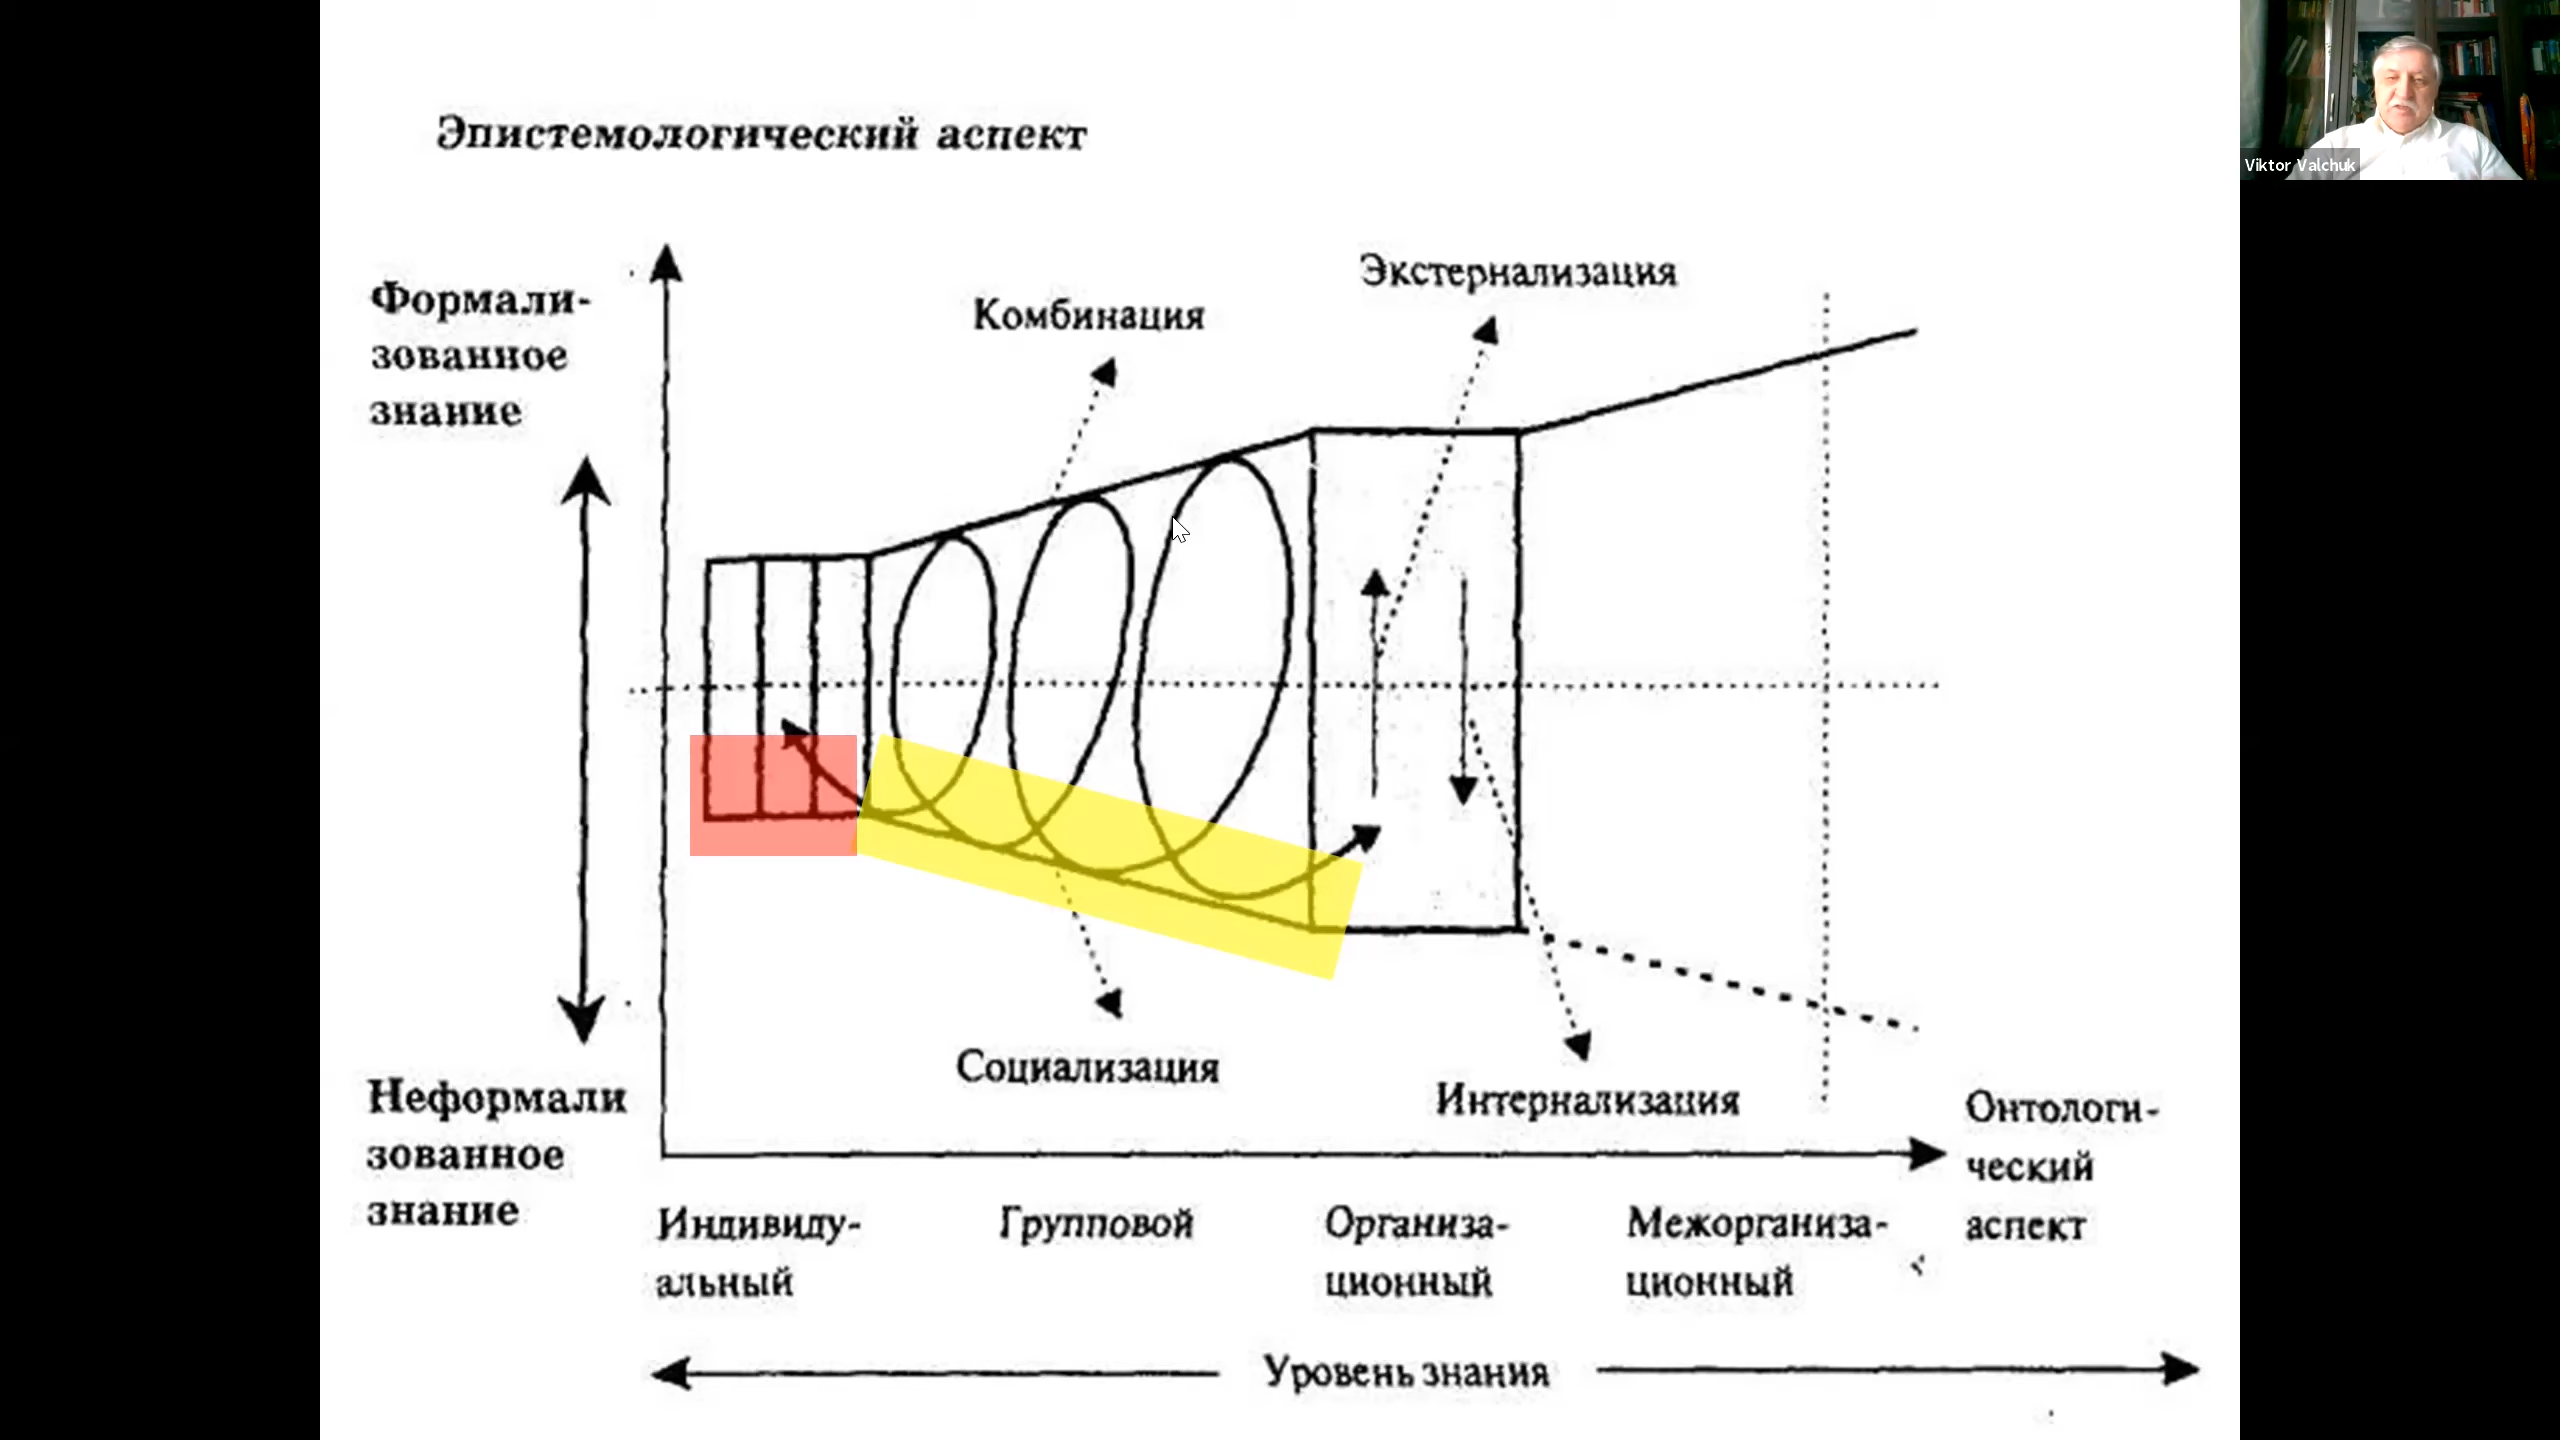 Эпистемологический аспект
Viktor Valchuk
Формали-
зованное
знание
Комбинация
Экстернализация
Социализация
Интернализация
Неформали
зованное
знание
Онтологи-
ческий
аспект
Индивиду-
альный
Групповой
Организа-
ционный
Межорганиза-
ционный
Уровень знания